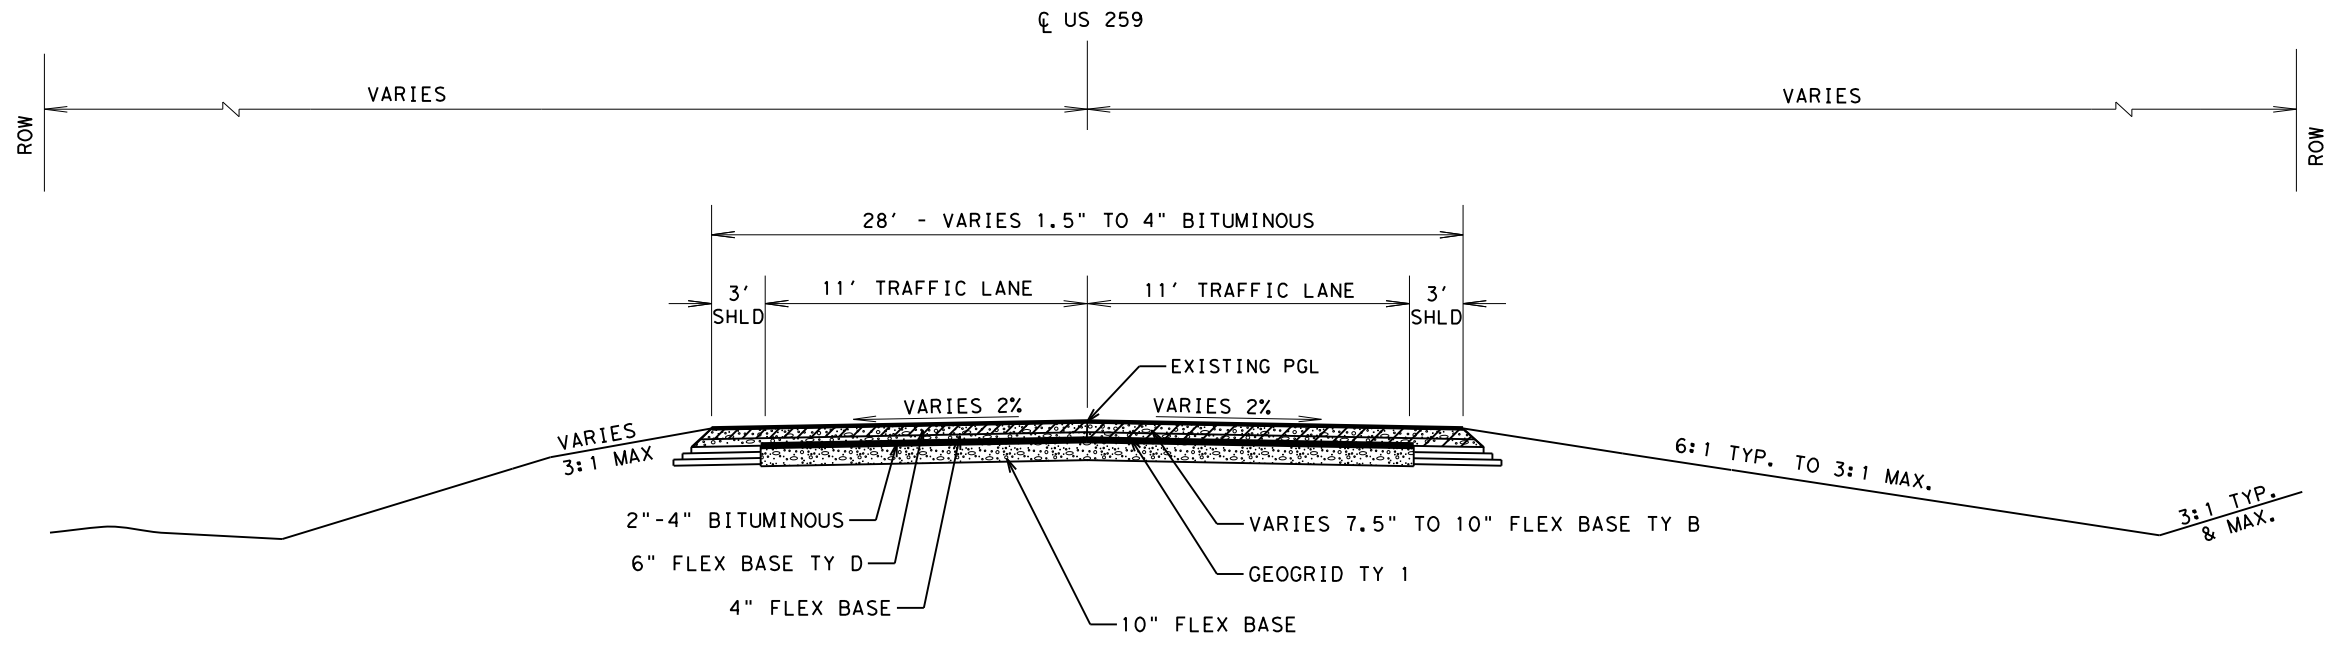 ℄ US 259
VARIES
VARIES
ROW
ROW
28' - VARIES 1.5" TO 4" BITUMINOUS
3'
SHLD
11' TRAFFIC LANE
11' TRAFFIC LANE
3'
SHLD
EXISTING PGL
VARIES 2%
VARIES 2%
VARIES
3:1 MAX
6:1 TYP. TO 3:1 MAX.
3:1 TYP.
& MAX.
2"-4" BITUMINOUS
VARIES 7.5" TO 10" FLEX BASE TY B
6" FLEX BASE TY D
GEOGRID TY 1
4" FLEX BASE
10" FLEX BASE